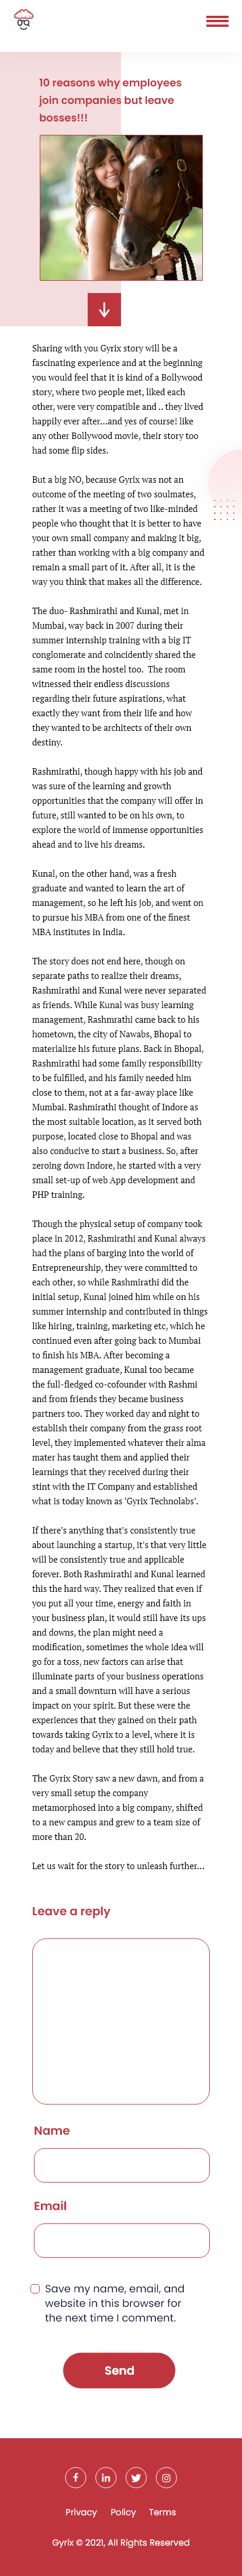 10 reasons why employees
join companies but leave
bosses!!!
Sharing with you Gyrix story will be a
fascinating experience and at the beginning
you would feel that it is kind of a Bollywood
story, where two people met, liked each
other, were very compatible and .. they lived
happily ever after...and yes of course! like
any other Bollywood movie, their story too
had some flip sides.
But a big NO, because Gyrix was not an
outcome of the meeting of two soulmates,
rather it was a meeting of two like-minded
people who thought that it is better to have
your own small company and making it big,
rather than working with a big company and
remain a small part of it. After all, it is the
way you think that makes all the difference.
The duo- Rashmirathi and Kunal, met in
Mumbai, way back in 2007 during their
summer internship training with a big IT
conglomerate and coincidently shared the
same room in the hostel too. The room
witnessed their endless discussions
regarding their future aspirations, what
exactly they want from their life and how
they wanted to be architects of their own
destiny.
Rashmirathi, though happy with his job and
was sure of the learning and growth
opportunities that the company will offer in
future, still wanted to be on his own, to
explore the world of immense opportunities
ahead and to live his dreams.
Kunal, on the other hand, was a fresh
graduate and wanted to learn the art of
management, so he left his job, and went on
to pursue his MBA from one of the finest
MBA institutes in India.
The story does not end here, though on
separate paths to realize their dreams,
Rashmirathi and Kunal were never separated
as friends. While Kunal was busy learning
management, Rashmrathi came back to his
hometown, the city of Nawabs, Bhopal to
materialize his future plans. Back in Bhopal,
Rashmirathi had some family responsibility
to be fulfilled, and his family needed him
close to them, not at a far-away place like
Mumbai. Rashmirathi thought of Indore as
the most suitable location, as it served both
purpose, located close to Bhopal and was
also conducive to start a business. So, after
zeroing down Indore, he started with a very
small set-up of web App development and
PHP training.
Though the physical setup of company took
place in 2012, Rashmirathi and Kunal always
had the plans of barging into the world of
Entrepreneurship, they were committed to
each other, so while Rashmirathi did the
initial setup, Kunal joined him while on his
summer internship and contributed in things
like hiring, training, marketing etc, which he
continued even after going back to Mumbai
to finish his MBA. After becoming a
management graduate, Kunal too became
the full-fledged co-cofounder with Rashmi
and from friends they became business
partners too. They worked day and night to
establish their company from the grass root
level, they implemented whatever their alma
mater has taught them and applied their
learnings that they received during their
stint with the IT Company and established
what is today known as 'Gyrix Technolabs'.
If there's anything that's consistently true
about launching a startup, it's that very little
will be consistently true and applicable
forever. Both Rashmirathi and Kunal learned
this the hard way. They realized that even if
you put all your time, energy and faith in
your business plan, it would still have its ups
and downs, the plan might need a
modification, sometimes the whole idea will
go for a toss, new factors can arise that
illuminate parts of your business operations
and a small downturn will have a serious
impact on your spirit. But these were the
experiences that they gained on their path
towards taking Gyrix to a level, where it is
today and believe that they still hold true.
The Gyrix Story saw a new dawn, and from a
very small setup the company
metamorphosed into a big company, shifted
to a new campus and grew to a team size of
more than 20.
Let us wait for the story to unleash further...
Leave a reply
Name
Email
Save my name, email, and
website in this browser for
the next time I comment.
Send
Privacy Policy Terms
Gyrix © 2021, All Rights Reserved